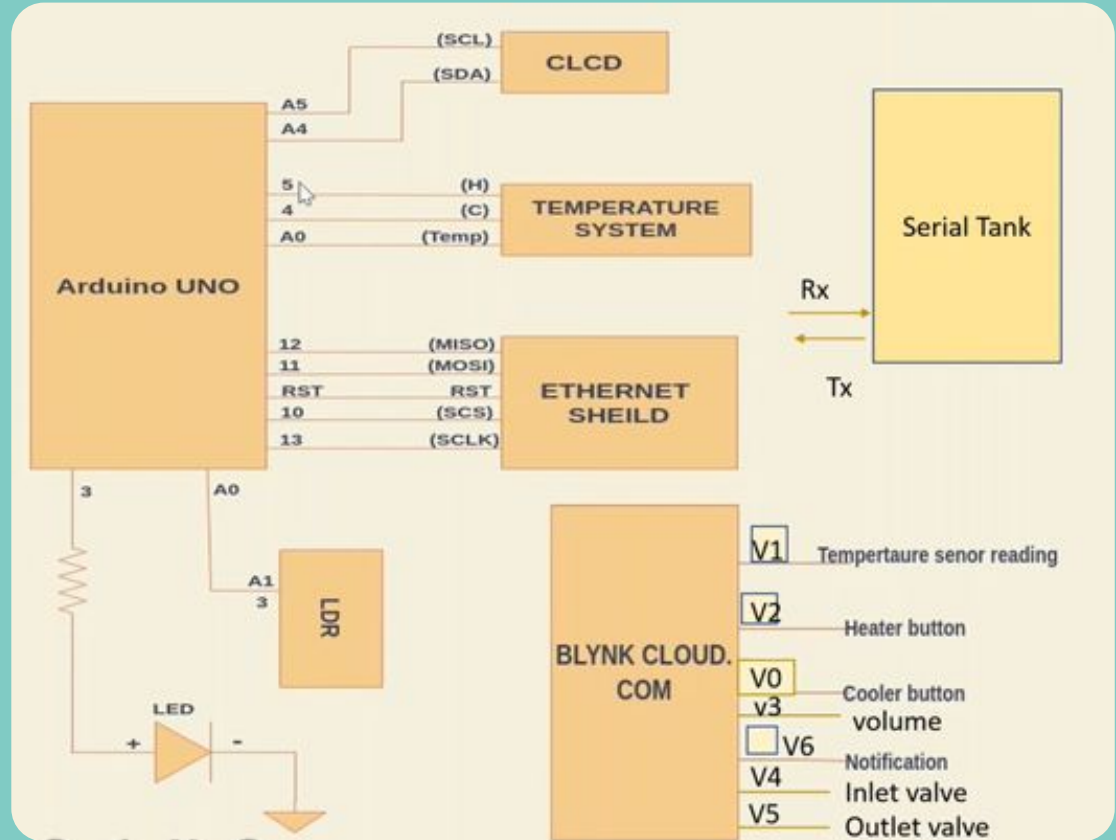 (SCL)
CLCD
(SDA)
A5
A4
5
(H)
4
(C)
A0
(Temp)
TEMPERATURE
SYSTEM
Serial Tank
Arduino UNO
Rx
Tx
12
(MISO)
11
(MOSI)
RST
RST
10
(SCS)
13
(SCLK)
ETHERNET
SHEILD
3
A0
A1
3
LDR
LED
+
-
BLYNK CLOUD.
COM
V1
Tempertaure senor reading
V2
Heater button
V0
Cooler button
v3
volume
V6
Notification
V4
Inlet valve
V5
Outlet valve